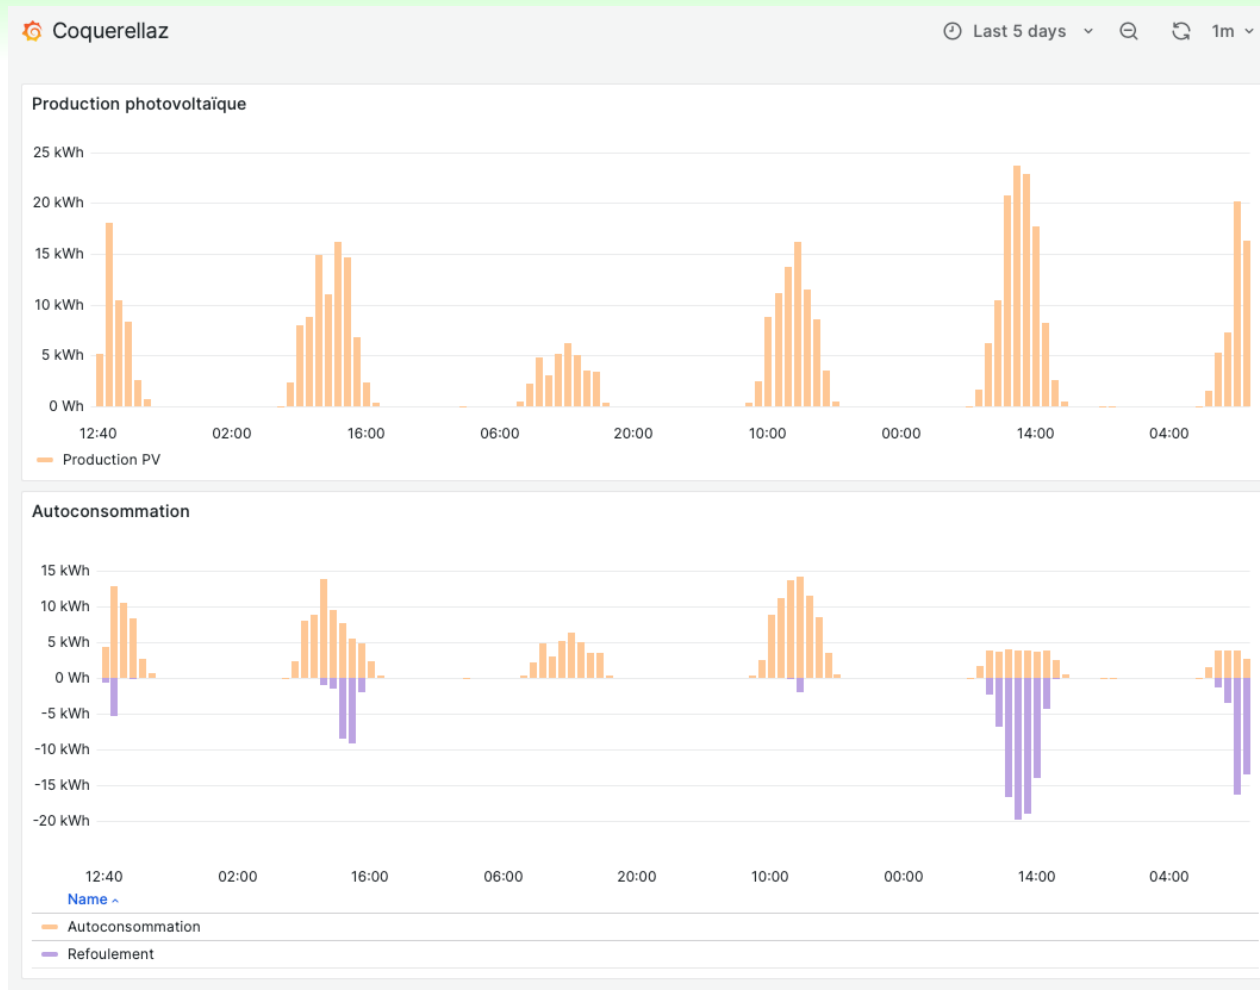 Coquerellaz
Last 5 days
1m
Production photovoltaïque
25 kWh
20 kWh
15 kWh
10 kWh
5 kWh
0 Wh
12:40 02:00 16:00 06:00 20:00 10:00 00:00 14:00 04:00
Production PV
Autoconsommation
15 kWh
10 kWh
5 kWh
0 Wh
-5 kWh
-10 kWh
-15 kWh
-20 kWh
12:40 02:00 16:00 06:00 20:00 10:00 00:00 14:00 04:00
Name
Autoconsommation
Refoulement